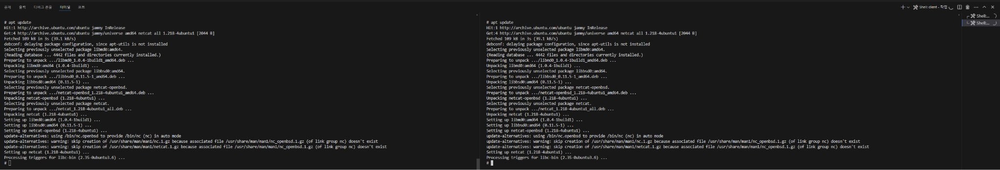 문제 출력 디버그 콘솔 터미널 포트
Shell: client - 작업
# apt update
Hit:1 http://archive.ubuntu.com/ubuntu jammy InRelease
Get:4 http://archive.ubuntu.com/ubuntu jammy/universe amd64 netcat all 1.218-4ubuntu1 [2044 B]
Fetched 109 kB in 3s (39.1 kB/s)
debconf: delaying package configuration, since apt-utils is not installed
Selecting previously unselected package libmd0:amd64.
(Reading database ... 4442 files and directories currently installed.)
Preparing to unpack .../libmd0_1.0.4-1build1_amd64.deb ...
Unpacking libmd0:amd64 (1.0.4-1build1) ...
Selecting previously unselected package libbsd0:amd64.
Preparing to unpack .../libbsd0_0.11.5-1_amd64.deb ...
Unpacking libbsd0:amd64 (0.11.5-1) ...
Selecting previously unselected package netcat-openbsd.
Preparing to unpack .../netcat-openbsd_1.218-4ubuntu1_amd64.deb ...
Unpacking netcat-openbsd (1.218-4ubuntu1) ...
Selecting previously unselected package netcat.
Preparing to unpack .../netcat_1.218-4ubuntu1_all.deb ...
Unpacking netcat (1.218-4ubuntu1) ...
Setting up libmd0:amd64 (1.0.4-1build1) ...
Setting up libbsd0:amd64 (0.11.5-1) ...
Setting up netcat-openbsd (1.218-4ubuntu1) ...
update-alternatives: using /bin/nc.openbsd to provide /bin/nc (nc) in auto mode
update-alternatives: warning: skip creation of /usr/share/man/man1/nc.1.gz because associated file /usr/share/man/man1/nc_openbsd.1.gz (of link group nc) doesn't exist
update-alternatives: warning: skip creation of /usr/share/man/man1/netcat.1.gz because associated file /usr/share/man/man1/nc_openbsd.1.gz (of link group nc) doesn't exist
Setting up netcat (1.218-4ubuntu1) ...
Processing triggers for libc-bin (2.35-0ubuntu3.6) ...
#
# apt update
Hit:1 http://archive.ubuntu.com/ubuntu jammy InRelease
Get:4 http://archive.ubuntu.com/ubuntu jammy/universe amd64 netcat all 1.218-4ubuntu1 [2044 B]
Fetched 109 kB in 3s (39.1 kB/s)
debconf: delaying package configuration, since apt-utils is not installed
Selecting previously unselected package libmd0:amd64.
(Reading database ... 4442 files and directories currently installed.)
Preparing to unpack .../libmd0_1.0.4-1build1_amd64.deb ...
Unpacking libmd0:amd64 (1.0.4-1build1) ...
Selecting previously unselected package libbsd0:amd64.
Preparing to unpack .../libbsd0_0.11.5-1_amd64.deb ...
Unpacking libbsd0:amd64 (0.11.5-1) ...
Selecting previously unselected package netcat-openbsd.
Preparing to unpack .../netcat-openbsd_1.218-4ubuntu1_amd64.deb ...
Unpacking netcat-openbsd (1.218-4ubuntu1) ...
Selecting previously unselected package netcat.
Preparing to unpack .../netcat_1.218-4ubuntu1_all.deb ...
Unpacking netcat (1.218-4ubuntu1) ...
Setting up libmd0:amd64 (1.0.4-1build1) ...
Setting up libbsd0:amd64 (0.11.5-1) ...
Setting up netcat-openbsd (1.218-4ubuntu1) ...
update-alternatives: using /bin/nc.openbsd to provide /bin/nc (nc) in auto mode
update-alternatives: warning: skip creation of /usr/share/man/man1/nc.1.gz because associated file /usr/share/man/man1/nc_openbsd.1.gz (of link group nc) doesn't exist
update-alternatives: warning: skip creation of /usr/share/man/man1/netcat.1.gz because associated file /usr/share/man/man1/nc_openbsd.1.gz (of link group nc) doesn't exist
Setting up netcat (1.218-4ubuntu1) ...
Processing triggers for libc-bin (2.35-0ubuntu3.6) ...
#
Shell:...
Shell:...